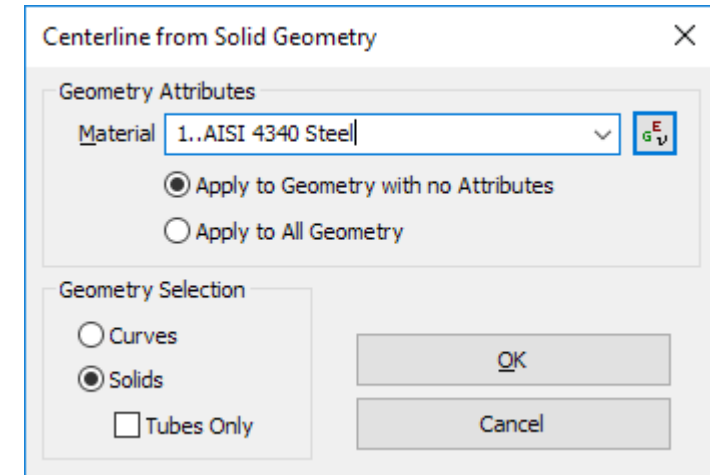 Centerline from Solid Geometry
Geometry Attributes
Material 1..AISI 4340 Steel
G E ν
Apply to Geometry with no Attributes
Apply to All Geometry
Geometry Selection
Curves
Solids
Tubes Only
OK
Cancel